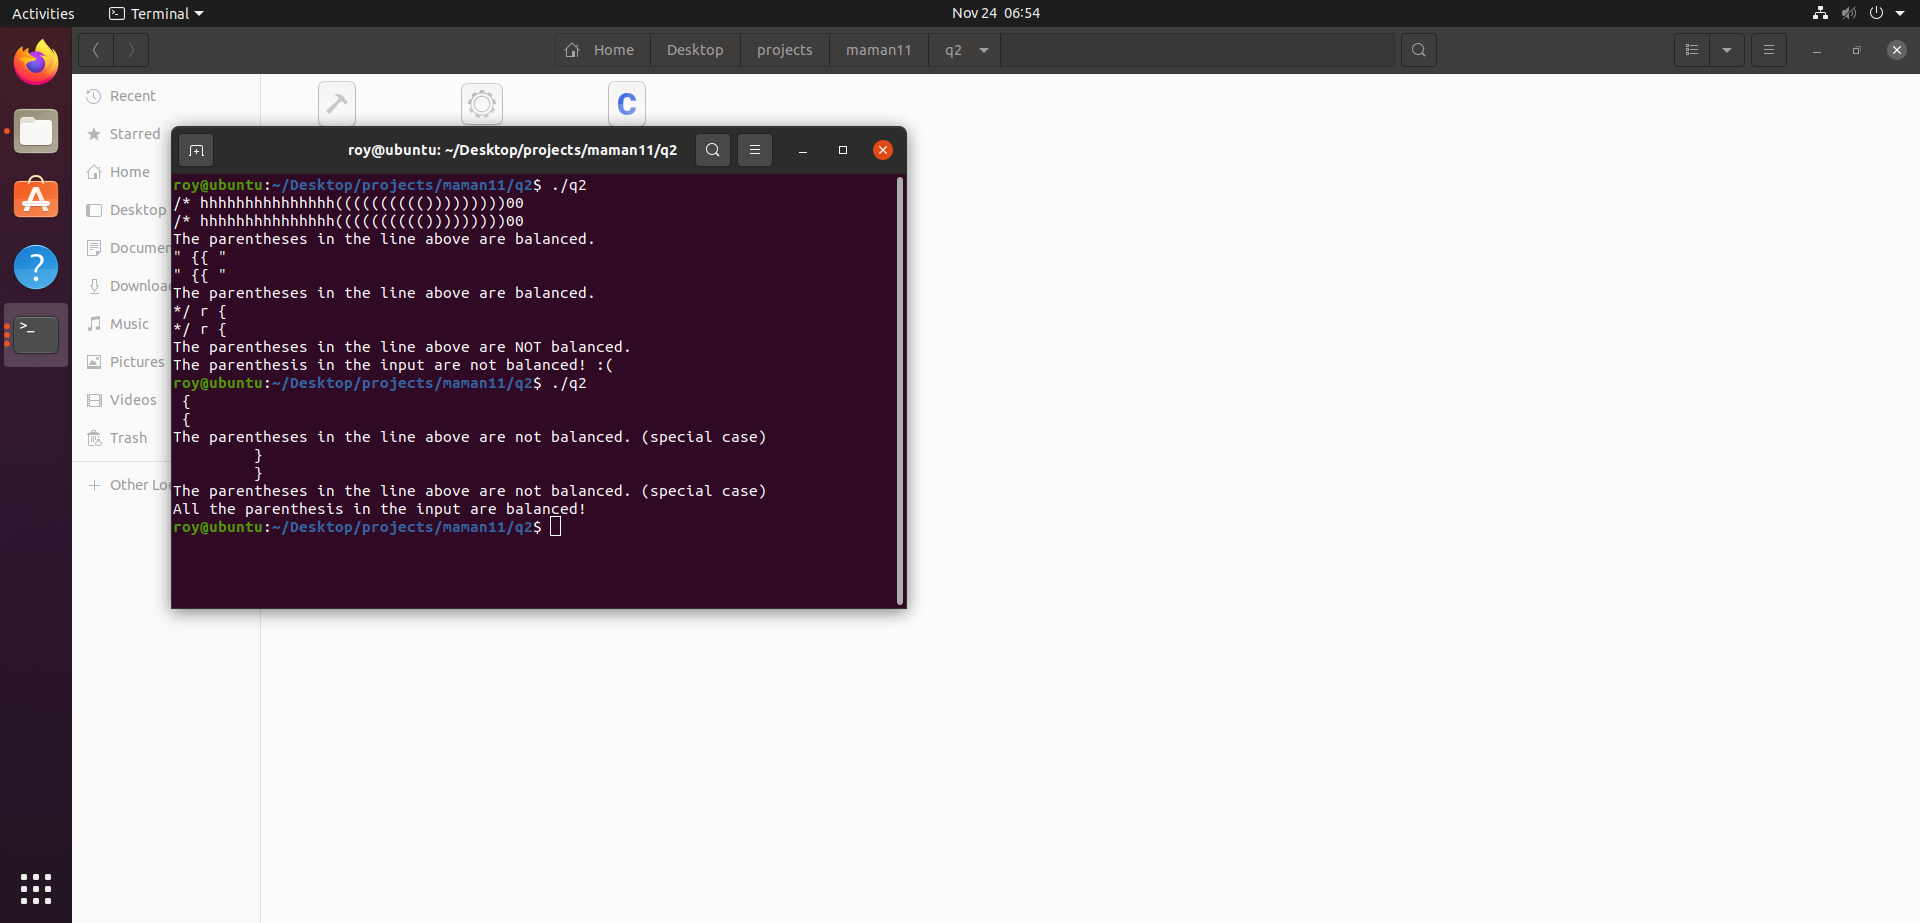 Activities
Terminal
Nov 24 06:54
Home
Desktop
projects
maman11
q2
Recent
Starred
Home
Desktop
Documen
Downloa
Music
Pictures
Videos
Trash
+ Other Lo
C
roy@ubuntu: ~/Desktop/projects/maman11/q2
roy@ubuntu:~/Desktop/projects/maman11/q2$ ./q2
/* hhhhhhhhhhhhhhh(((((((((())))))))))00
/* hhhhhhhhhhhhhhh(((((((((())))))))))00
The parentheses in the line above are balanced.
" {{ "
" {{ "
The parentheses in the line above are balanced.
*/ r {
*/ r {
The parentheses in the line above are NOT balanced.
The parenthesis in the input are not balanced! :(
roy@ubuntu:~/Desktop/projects/maman11/q2$ ./q2
{
{
The parentheses in the line above are not balanced. (special case)
}
}
The parentheses in the line above are not balanced. (special case)
All the parenthesis in the input are balanced!
roy@ubuntu:~/Desktop/projects/maman11/q2$